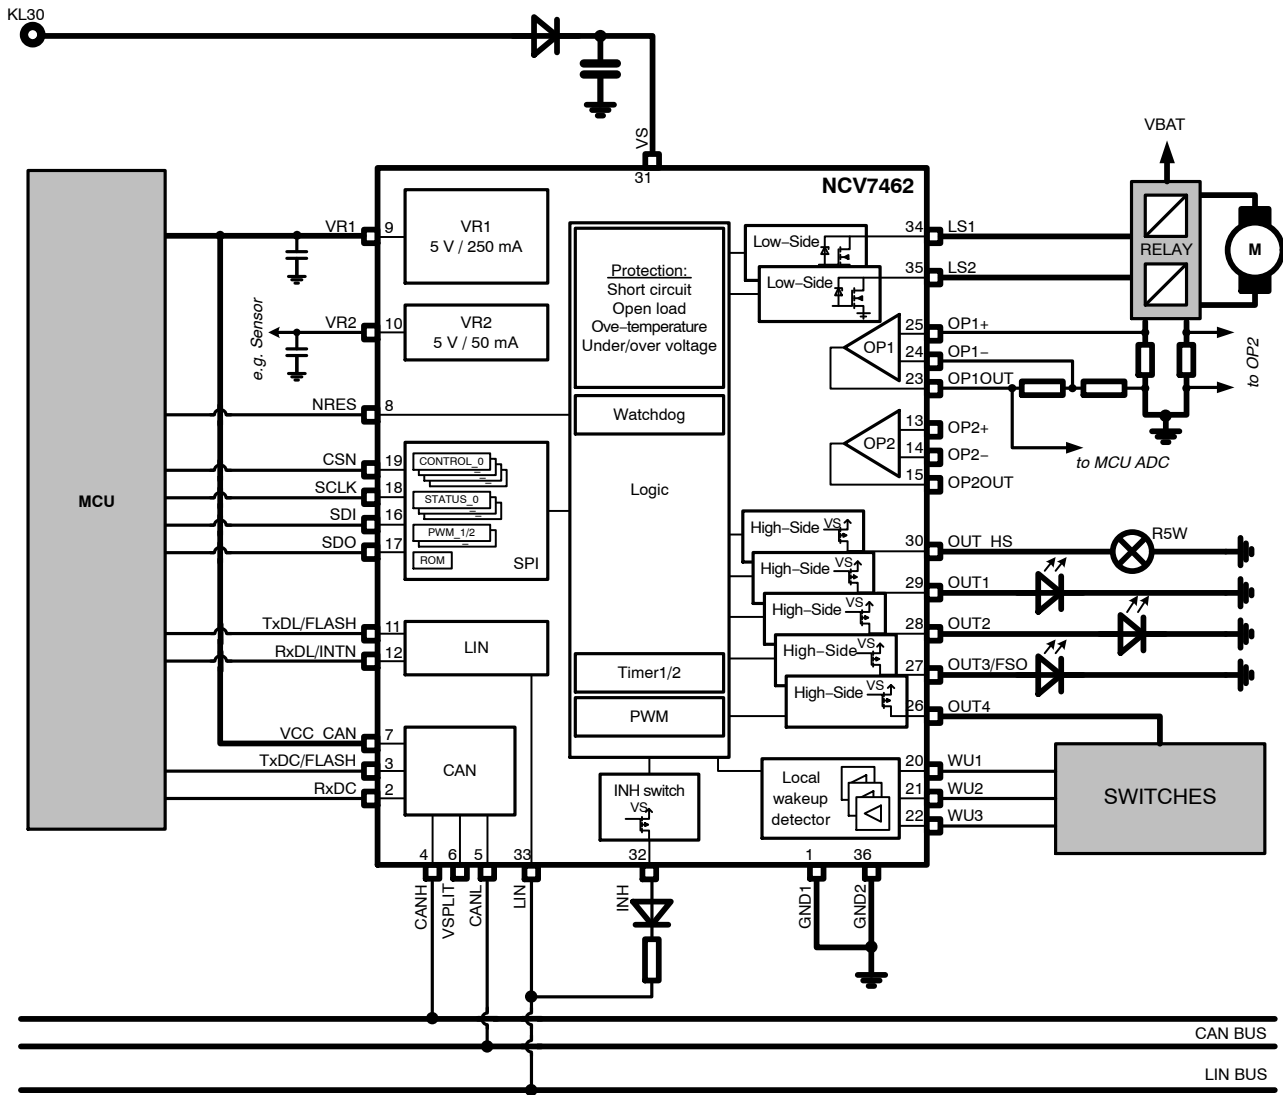 KL30
VS
31
NCV7462
VBAT
MCU
VR1
9
VR1
5 V / 250 mA
VR2
10
VR2
5 V / 50 mA
e.g. Sensor
NRES
8
CSN
19
SCLK
18
SDI
16
SDO
17
CONTROL_0
STATUS_0
PWM_1/2
ROM
SPI
TxDL/FLASH
11
RxDL/INTN
12
LIN
VCC_CAN
7
TxDC/FLASH
3
RxDC
2
CAN
Protection:
Short circuit
Open load
Ove-temperature
Under/over voltage
Watchdog
Logic
Timer1/2
PWM
INH switch
VS
Low-Side
Low-Side
34
LS1
35
LS2
RELAY
M
OP1
25
OP1+
24
OP1-
23
OP1OUT
to OP2
to MCU ADC
OP2
13
OP2+
14
OP2-
15
OP2OUT
High-Side
VS
30
OUT_HS
R5W
High-Side
VS
29
OUT1
High-Side
VS
28
OUT2
High-Side
VS
27
OUT3/FSO
High-Side
VS
26
OUT4
Local
wakeup
detector
20
WU1
21
WU2
22
WU3
SWITCHES
4
6
5
33
32
1
36
CANH
VSPLIT
CANL
LIN
INH
GND1
GND2
CAN BUS
LIN BUS